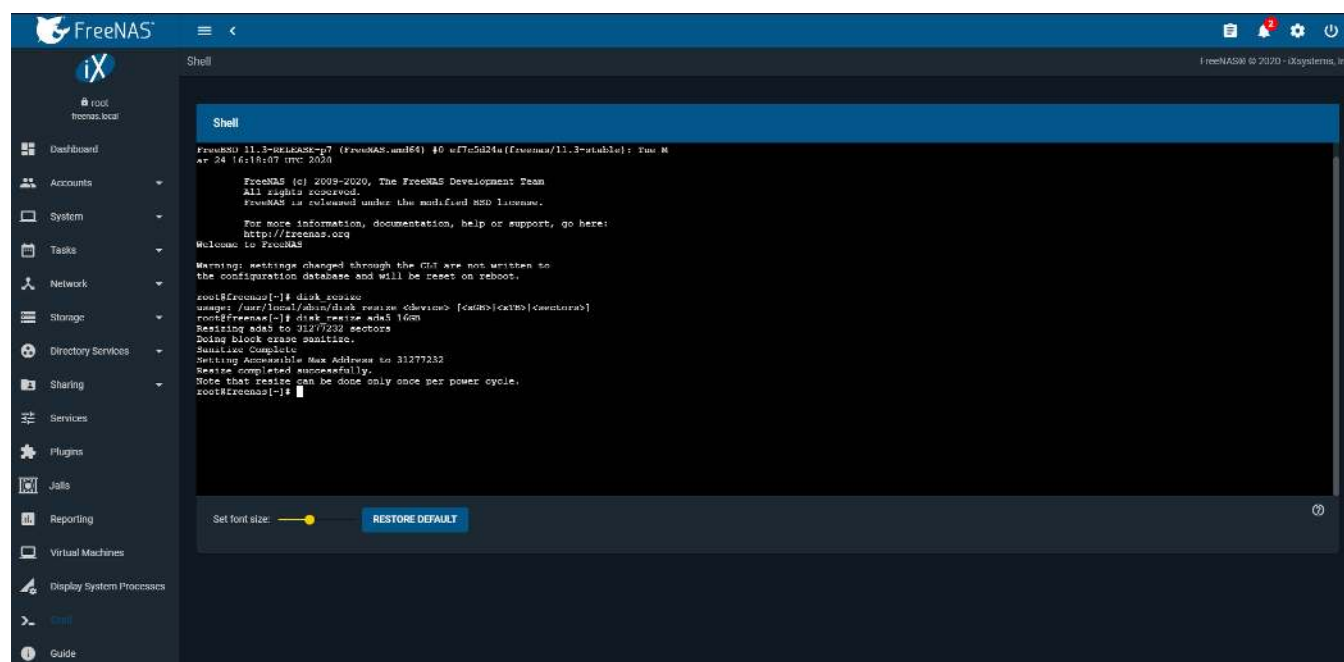 FreeNAS®
2
iX
Shell
FreeNAS® © 2020 - iXsystems, In
root
freenas.local
Shell
Dashboard
Accounts
System
Tasks
Network
Storage
Directory Services
Sharing
Services
Plugins
Jails
Reporting
Virtual Machines
Display System Processes
Shell
Guide
FreeBSD 11.3-RELEASE-p7 (FreeNAS.amd64) #0 ef7c5d24a(freenas/11.3-stable): Tue M
ar 24 16:18:07 UTC 2020
FreeNAS (c) 2009-2020, The FreeNAS Development Team
All rights reserved.
FreeNAS is released under the modified BSD license.
For more information, documentation, help or support, go here:
http://freenas.org
Welcome to FreeNAS
Warning: settings changed through the CLI are not written to
the configuration database and will be reset on reboot.
root@freenas[~]# disk_resize
usage: /usr/local/sbin/disk_resize <device> [<xGB>|<xTB>|<sectors>]
root@freenas[~]# disk_resize ada5 16GB
Resizing ada5 to 31277232 sectors
Doing block erase sanitize.
Sanitize Complete
Setting Accessible Max Address to 31277232
Resize completed successfully.
Note that resize can be done only once per power cycle.
root@freenas[~]#
Set font size:
RESTORE DEFAULT